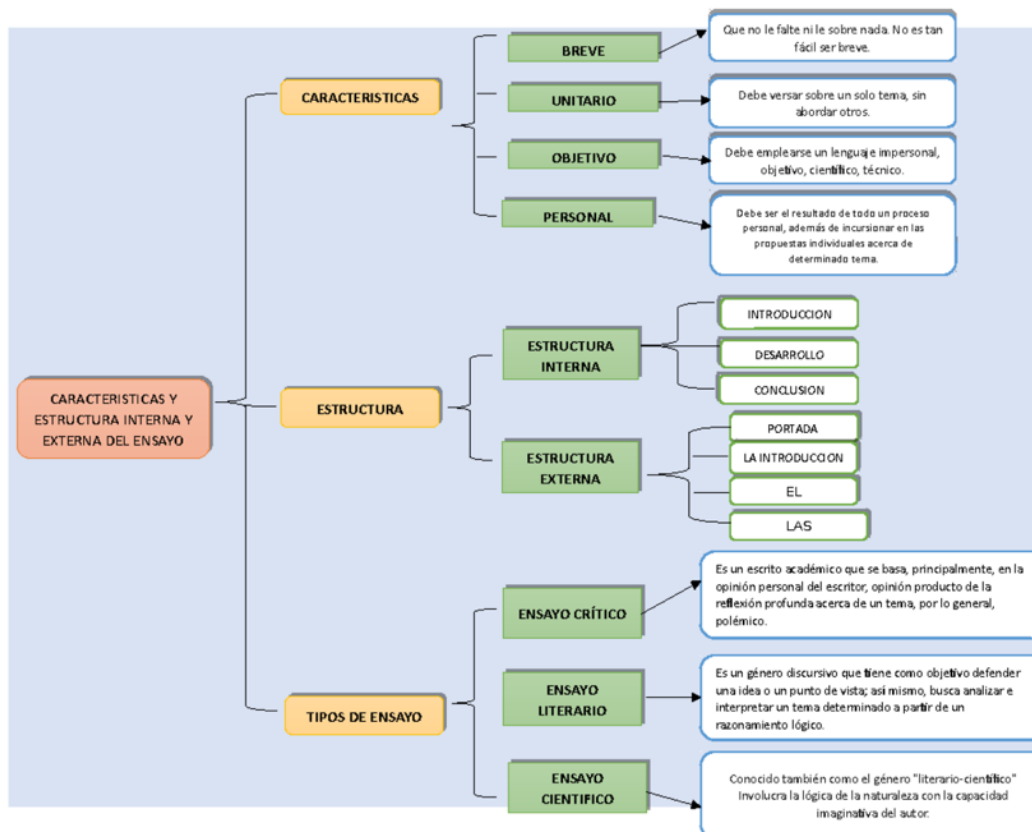 CARACTERISTICAS Y
ESTRUCTURA INTERNA Y
EXTERNA DEL ENSAYO
CARACTERISTICAS
BREVE
Que no le falte ni le sobre nada. No es tan
fácil ser breve.
UNITARIO
Debe versar sobre un solo tema, sin
abordar otros.
OBJETIVO
Debe emplearse un lenguaje impersonal,
objetivo, científico, técnico.
PERSONAL
Debe ser el resultado de todo un proceso
personal, además de incursionar en las
propuestas individuales acerca de
determinado tema.
ESTRUCTURA
ESTRUCTURA
INTERNA
INTRODUCCION
DESARROLLO
CONCLUSION
ESTRUCTURA
EXTERNA
PORTADA
LA INTRODUCCION
EL
LAS
TIPOS DE ENSAYO
ENSAYO CRÍTICO
Es un escrito académico que se basa, principalmente, en la
opinión personal del escritor, opinión producto de la
reflexión profunda acerca de un tema, por lo general,
polémico.
ENSAYO
LITERARIO
Es un género discursivo que tiene como objetivo defender
una idea o un punto de vista; así mismo, busca analizar e
interpretar un tema determinado a partir de un
razonamiento lógico.
ENSAYO
CIENTIFICO
Conocido también como el género "literario-científico"
Involucra la lógica de la naturaleza con la capacidad
imaginativa del autor.